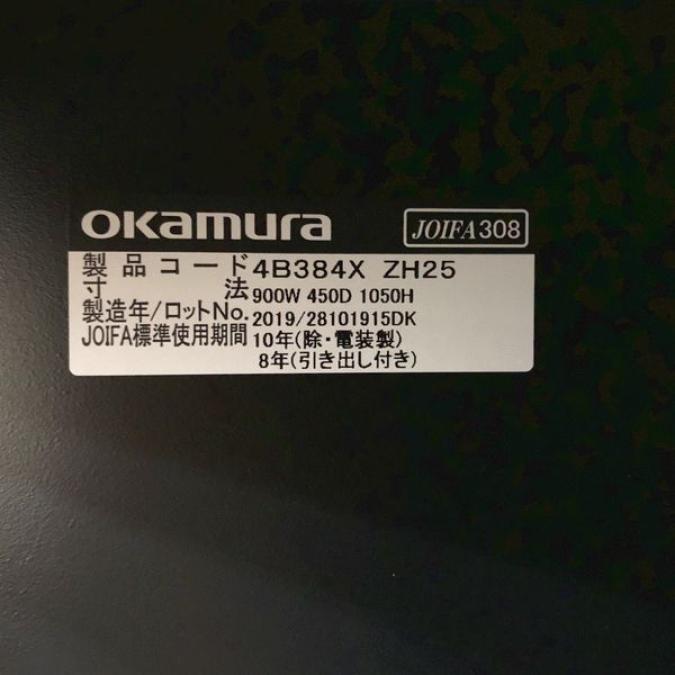 okamura JOIFA308
製品コード 4B384X ZH25
寸法 900W 450D 1050H
製造年/ロットNo. 2019/28101915DK
JOIFA標準使用期間 10年(除・電装製)
8年(引き出し付き)